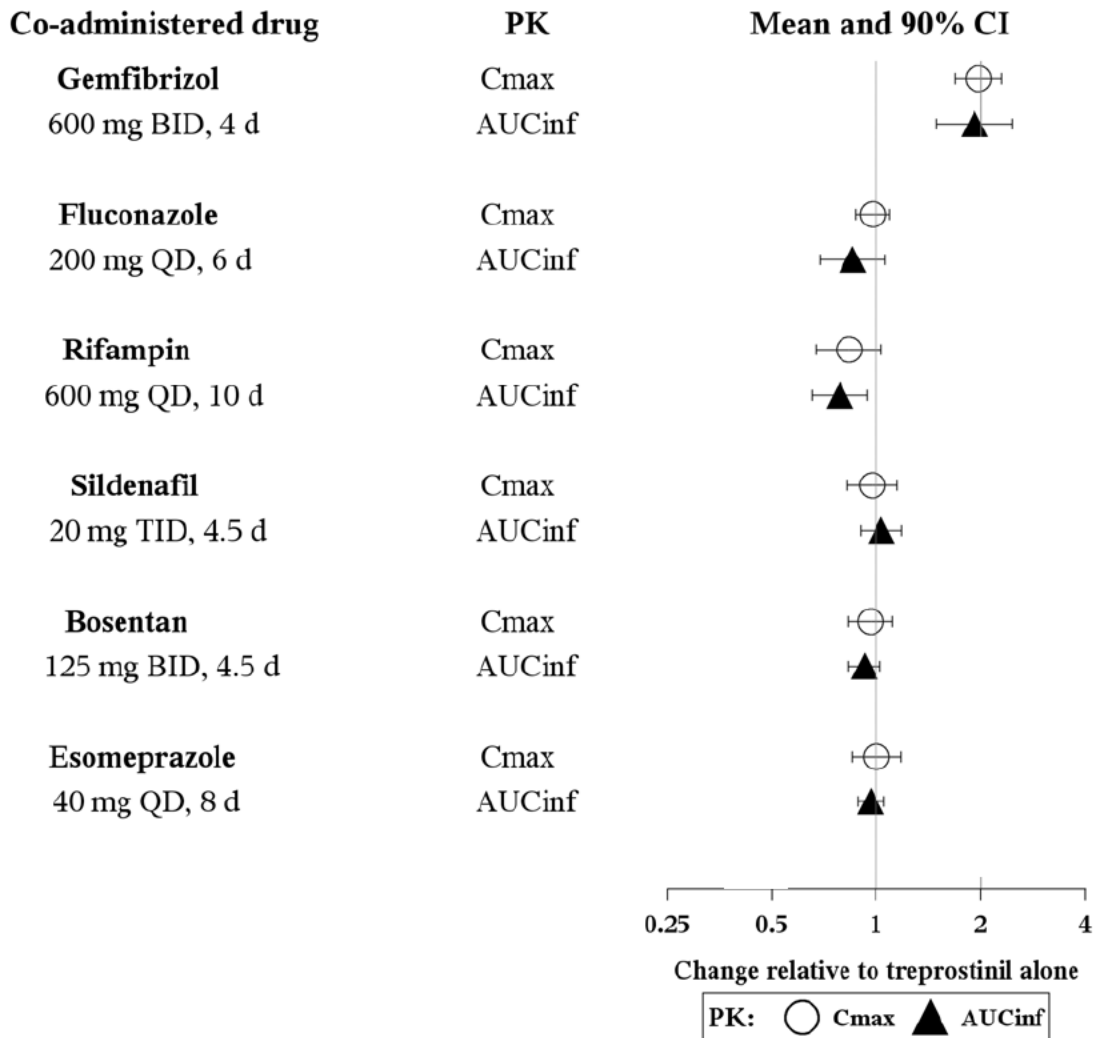 Co-administered drug PK Mean and 90% CI
Gemfibrizol Cmax
600 mg BID, 4 d AUCinf
Fluconazole Cmax
200 mg QD, 6 d AUCinf
Rifampin Cmax
600 mg QD, 10 d AUCinf
Sildenafil Cmax
20 mg TID, 4.5 d AUCinf
Bosentan Cmax
125 mg BID, 4.5 d AUCinf
Esomeprazole Cmax
40 mg QD, 8 d AUCinf
0.25 0.5 1 2 4
Change relative to treprostinil alone
PK: Cmax AUCinf